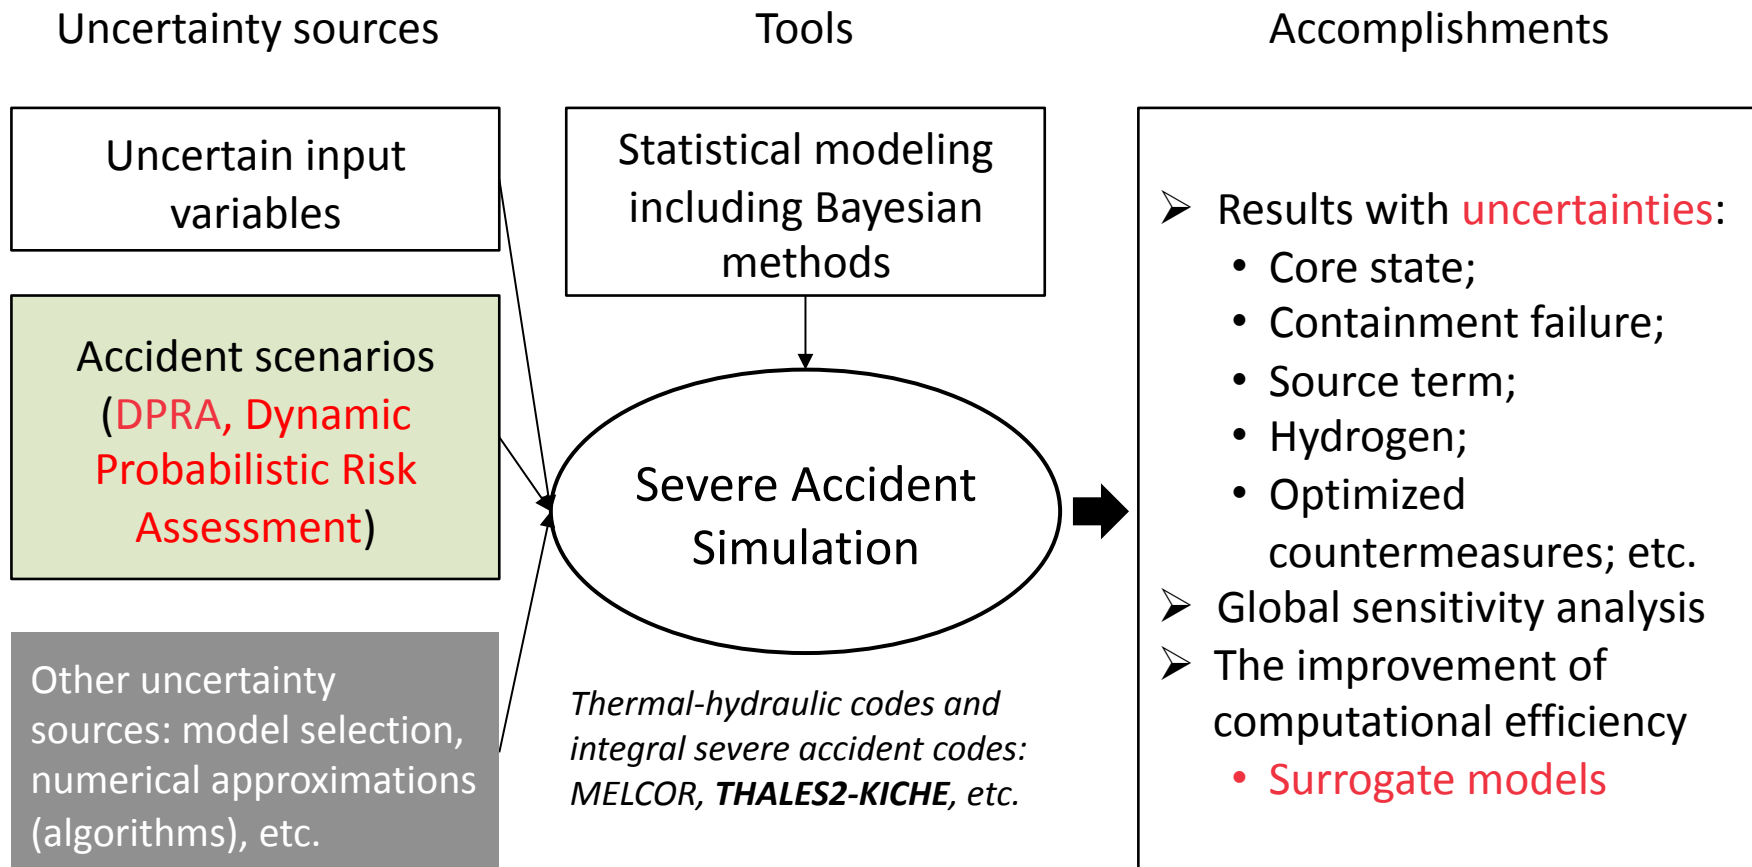 Uncertainty sources
Tools
Accomplishments
Uncertain input
variables
Accident scenarios
(DPRA, Dynamic
Probabilistic Risk
Assessment)
Other uncertainty
sources: model selection,
numerical approximations
(algorithms), etc.
Statistical modeling
including Bayesian
methods
Severe Accident
Simulation
Thermal-hydraulic codes and
integral severe accident codes:
MELCOR, THALES2-KICHE, etc.
➢ Results with uncertainties:
• Core state;
• Containment failure;
• Source term;
• Hydrogen;
• Optimized
countermeasures; etc.
➢ Global sensitivity analysis
➢ The improvement of
computational efficiency
• Surrogate models